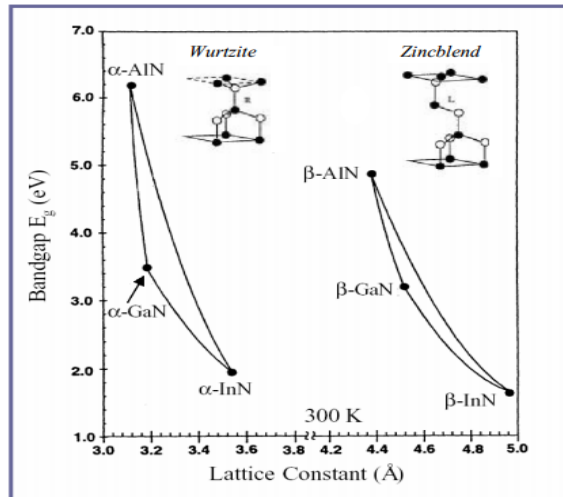 Wurtzite
Zincblend
α-AlN
B
L
β-AlN
β-GaN
α-GaN
α-InN
β-InN
300 K
Bandgap E_g (eV)
7.0
6.0
5.0
4.0
3.0
2.0
1.0
3.0 3.2 3.4 3.6 3.8 4.2 4.4 4.6 4.8 5.0
Lattice Constant (Å)